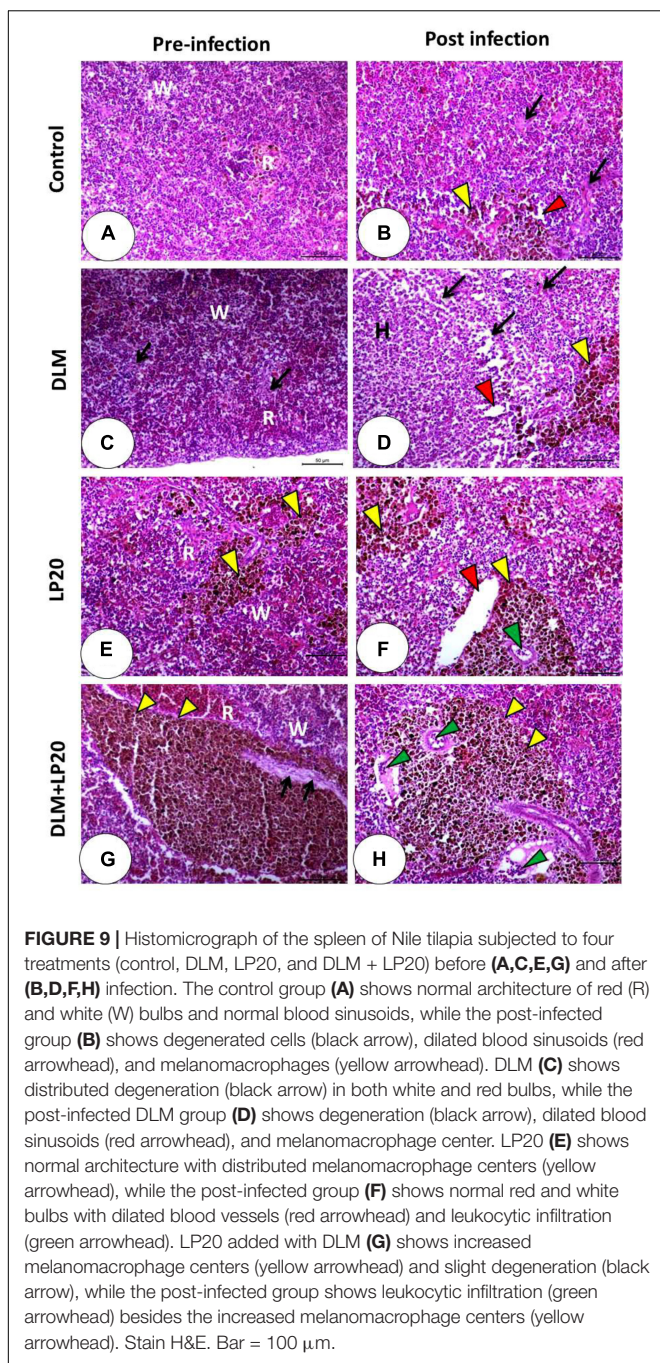 Pre-infection Post infection
Control
W
R
A
B
DLM
W
R
C
50 µm
H
D
LP20
R
W
E
F
DLM+LP20
R
W
G
H
FIGURE 9 | Histomicrograph of the spleen of Nile tilapia subjected to four
treatments (control, DLM, LP20, and DLM + LP20) before (A,C,E,G) and after
(B,D,F,H) infection. The control group (A) shows normal architecture of red (R)
and white (W) bulbs and normal blood sinusoids, while the post-infected
group (B) shows degenerated cells (black arrow), dilated blood sinusoids (red
arrowhead), and melanomacrophages (yellow arrowhead). DLM (C) shows
distributed degeneration (black arrow) in both white and red bulbs, while the
post-infected DLM group (D) shows degeneration (black arrow), dilated blood
sinusoids (red arrowhead), and melanomacrophage center. LP20 (E) shows
normal architecture with distributed melanomacrophage centers (yellow
arrowhead), while the post-infected group (F) shows normal red and white
bulbs with dilated blood vessels (red arrowhead) and leukocytic infiltration
(green arrowhead). LP20 added with DLM (G) shows increased
melanomacrophage centers (yellow arrowhead) and slight degeneration (black
arrow), while the post-infected group shows leukocytic infiltration (green
arrowhead) besides the increased melanomacrophage centers (yellow
arrowhead). Stain H&E. Bar = 100 µm.